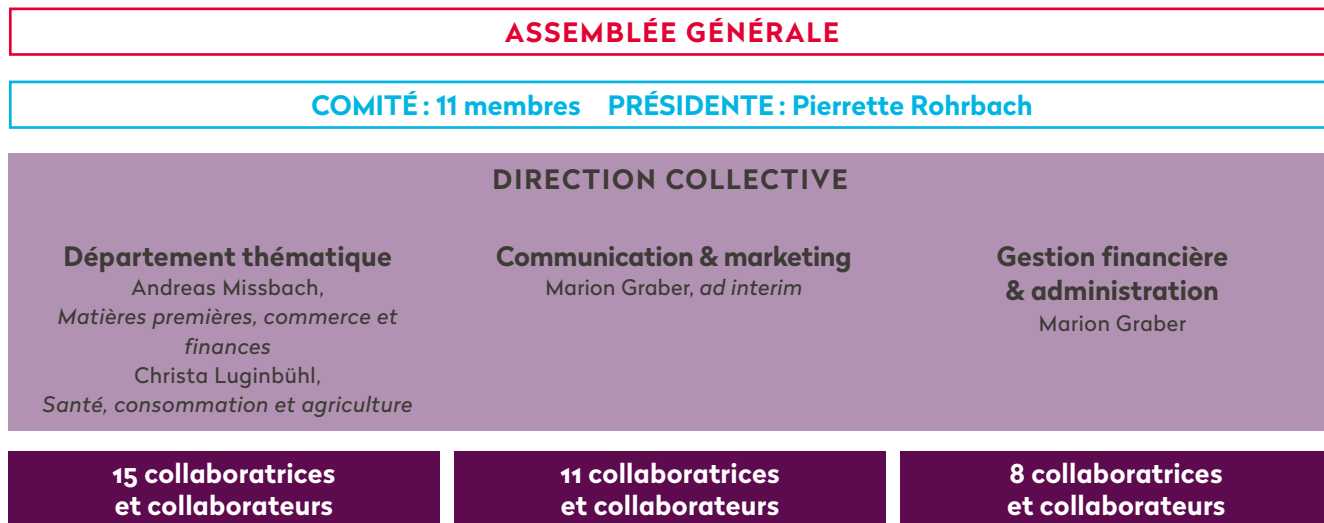 ASSEMBLÉE GÉNÉRALE
COMITÉ : 11 membres PRÉSIDENTE : Pierrette Rohrbach
DIRECTION COLLECTIVE
Département thématique
Andreas Missbach,
Matières premières, commerce et
finances
Christa Luginbühl,
Santé, consommation et agriculture
Communication & marketing
Marion Graber, ad interim
Gestion financière
& administration
Marion Graber
15 collaboratrices
et collaborateurs
11 collaboratrices
et collaborateurs
8 collaboratrices
et collaborateurs